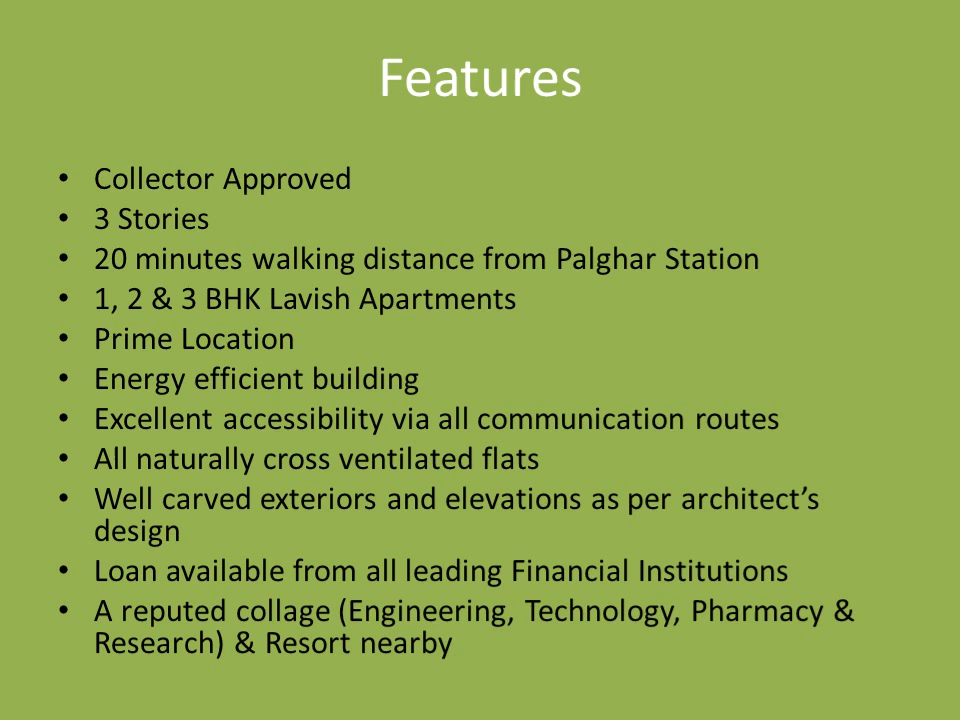 Features
• Collector Approved
• 3 Stories
• 20 minutes walking distance from Palghar Station
• 1, 2 & 3 BHK Lavish Apartments
• Prime Location
• Energy efficient building
• Excellent accessibility via all communication routes
• All naturally cross ventilated flats
• Well carved exteriors and elevations as per architect’s
design
• Loan available from all leading Financial Institutions
• A reputed collage (Engineering, Technology, Pharmacy &
Research) & Resort nearby